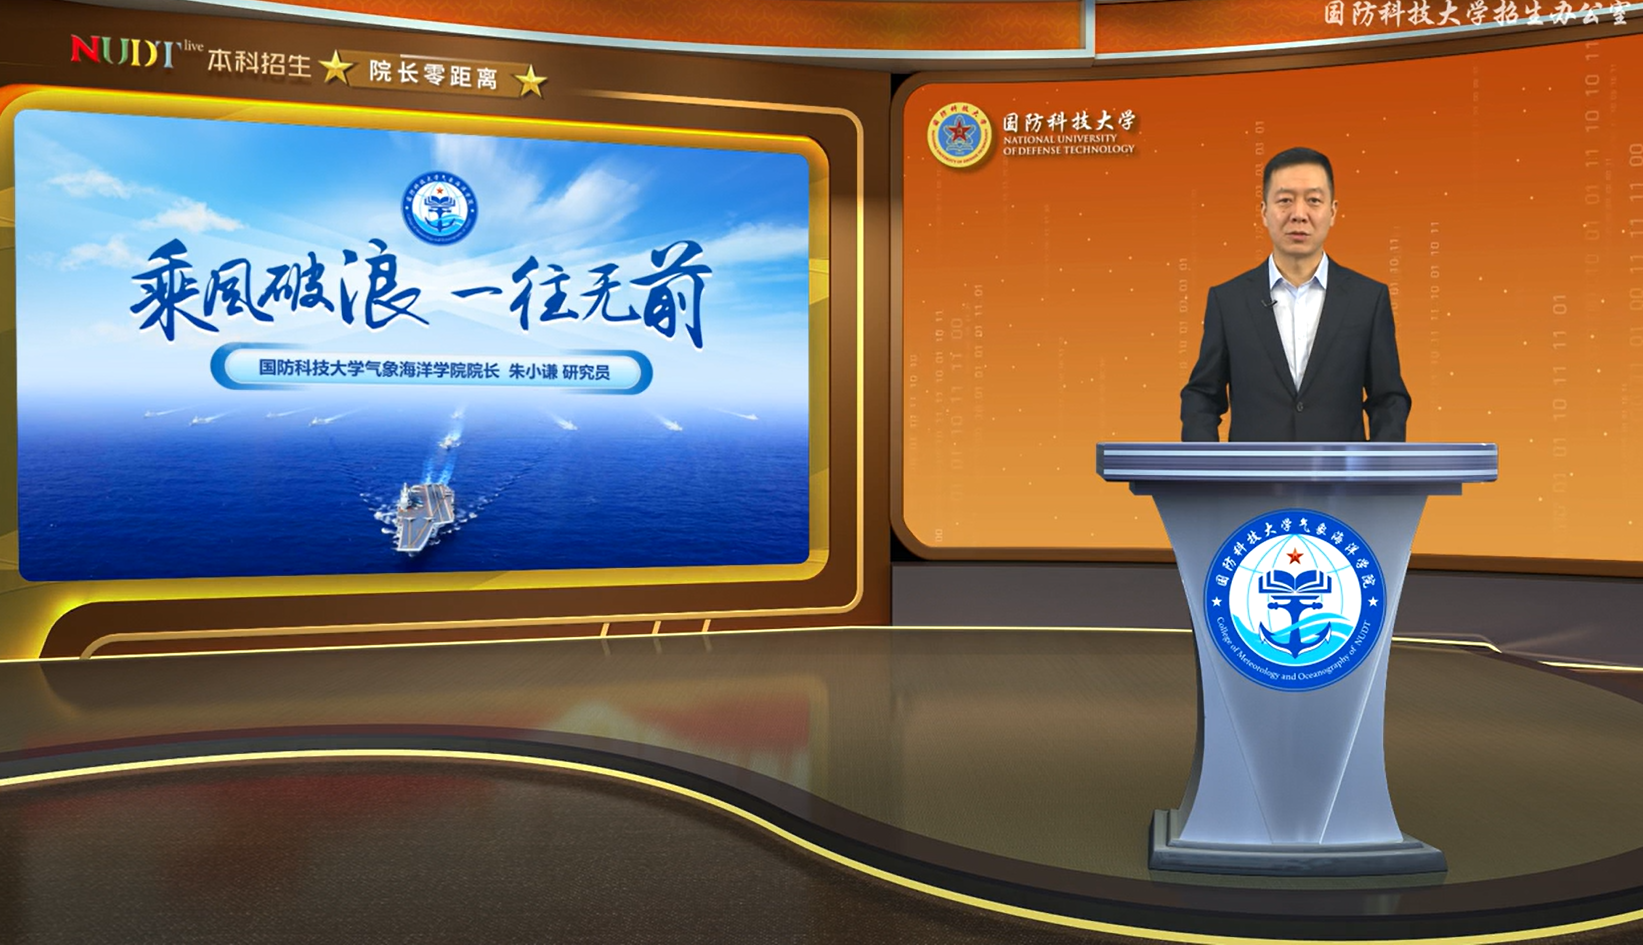 国防科技大学招生办公室
NUDT live 本科招生 院长零距离
国防科技大学
NATIONAL UNIVERSITY
OF DEFENSE TECHNOLOGY
乘风破浪 一往无前
国防科技大学气象海洋学院院长 朱小谦 研究员
国防科技大学气象海洋学院
College of Meteorology and Oceanography of NUDT